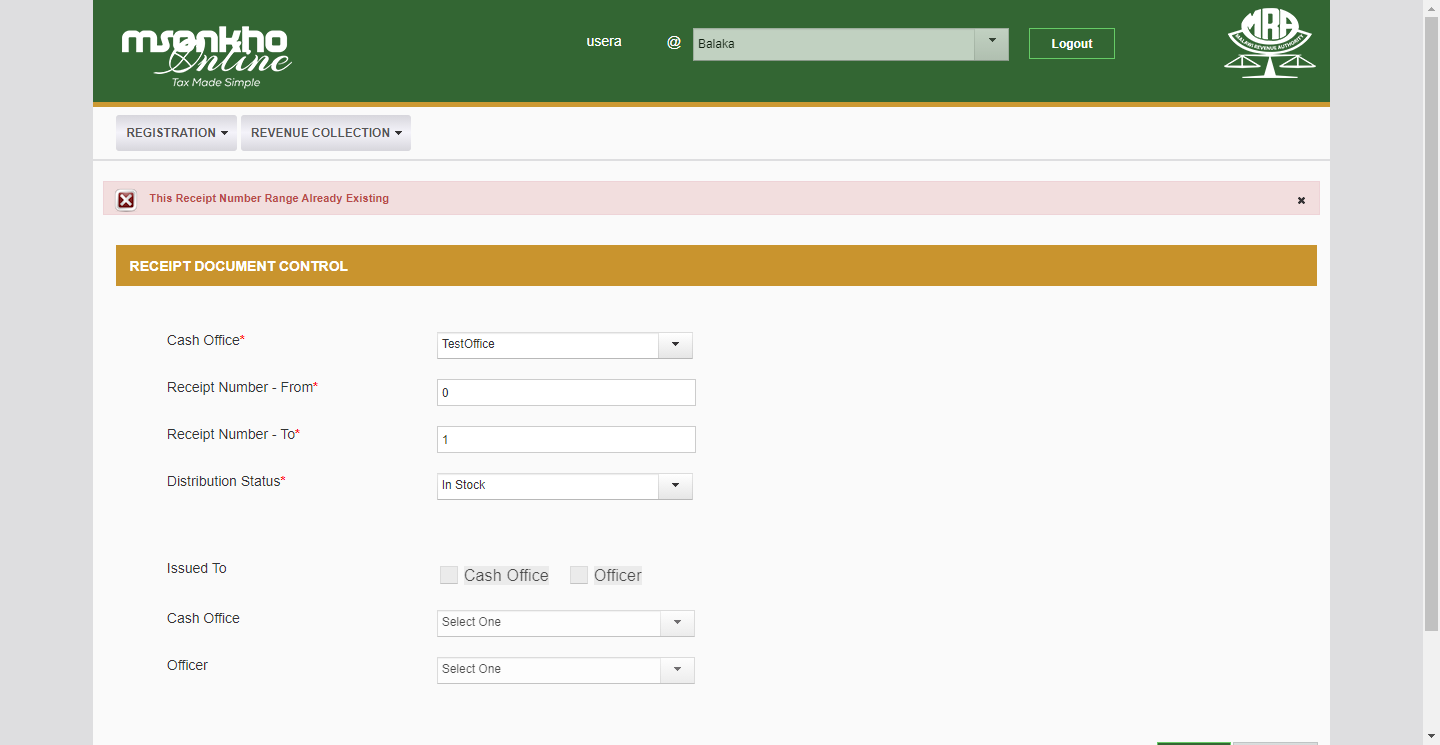 msonkho
Online
Tax Made Simple
usera @ Balaka Logout
MRA
MALAWI REVENUE AUTHORITY
REGISTRATION REVENUE COLLECTION
This Receipt Number Range Already Existing
RECEIPT DOCUMENT CONTROL
Cash Office* TestOffice
Receipt Number - From* 0
Receipt Number - To* 1
Distribution Status* In Stock
Issued To Cash Office Officer
Cash Office Select One
Officer Select One